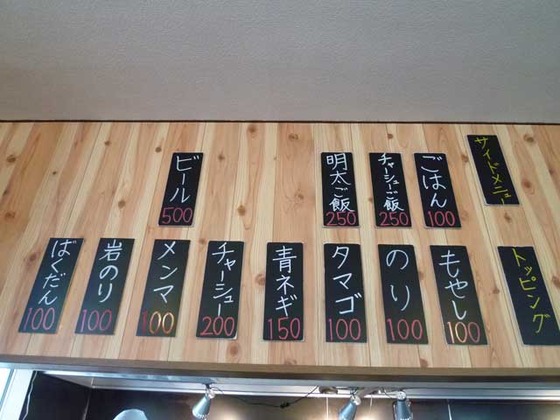 サイドメニュー
ごはん
100
チャーシューご飯
250
明太ご飯
250
ビール
500
トッピング
もやし
100
のり
100
タマゴ
100
青ネギ
150
チャーシュー
200
メンマ
100
岩のり
100
ばくだん
100